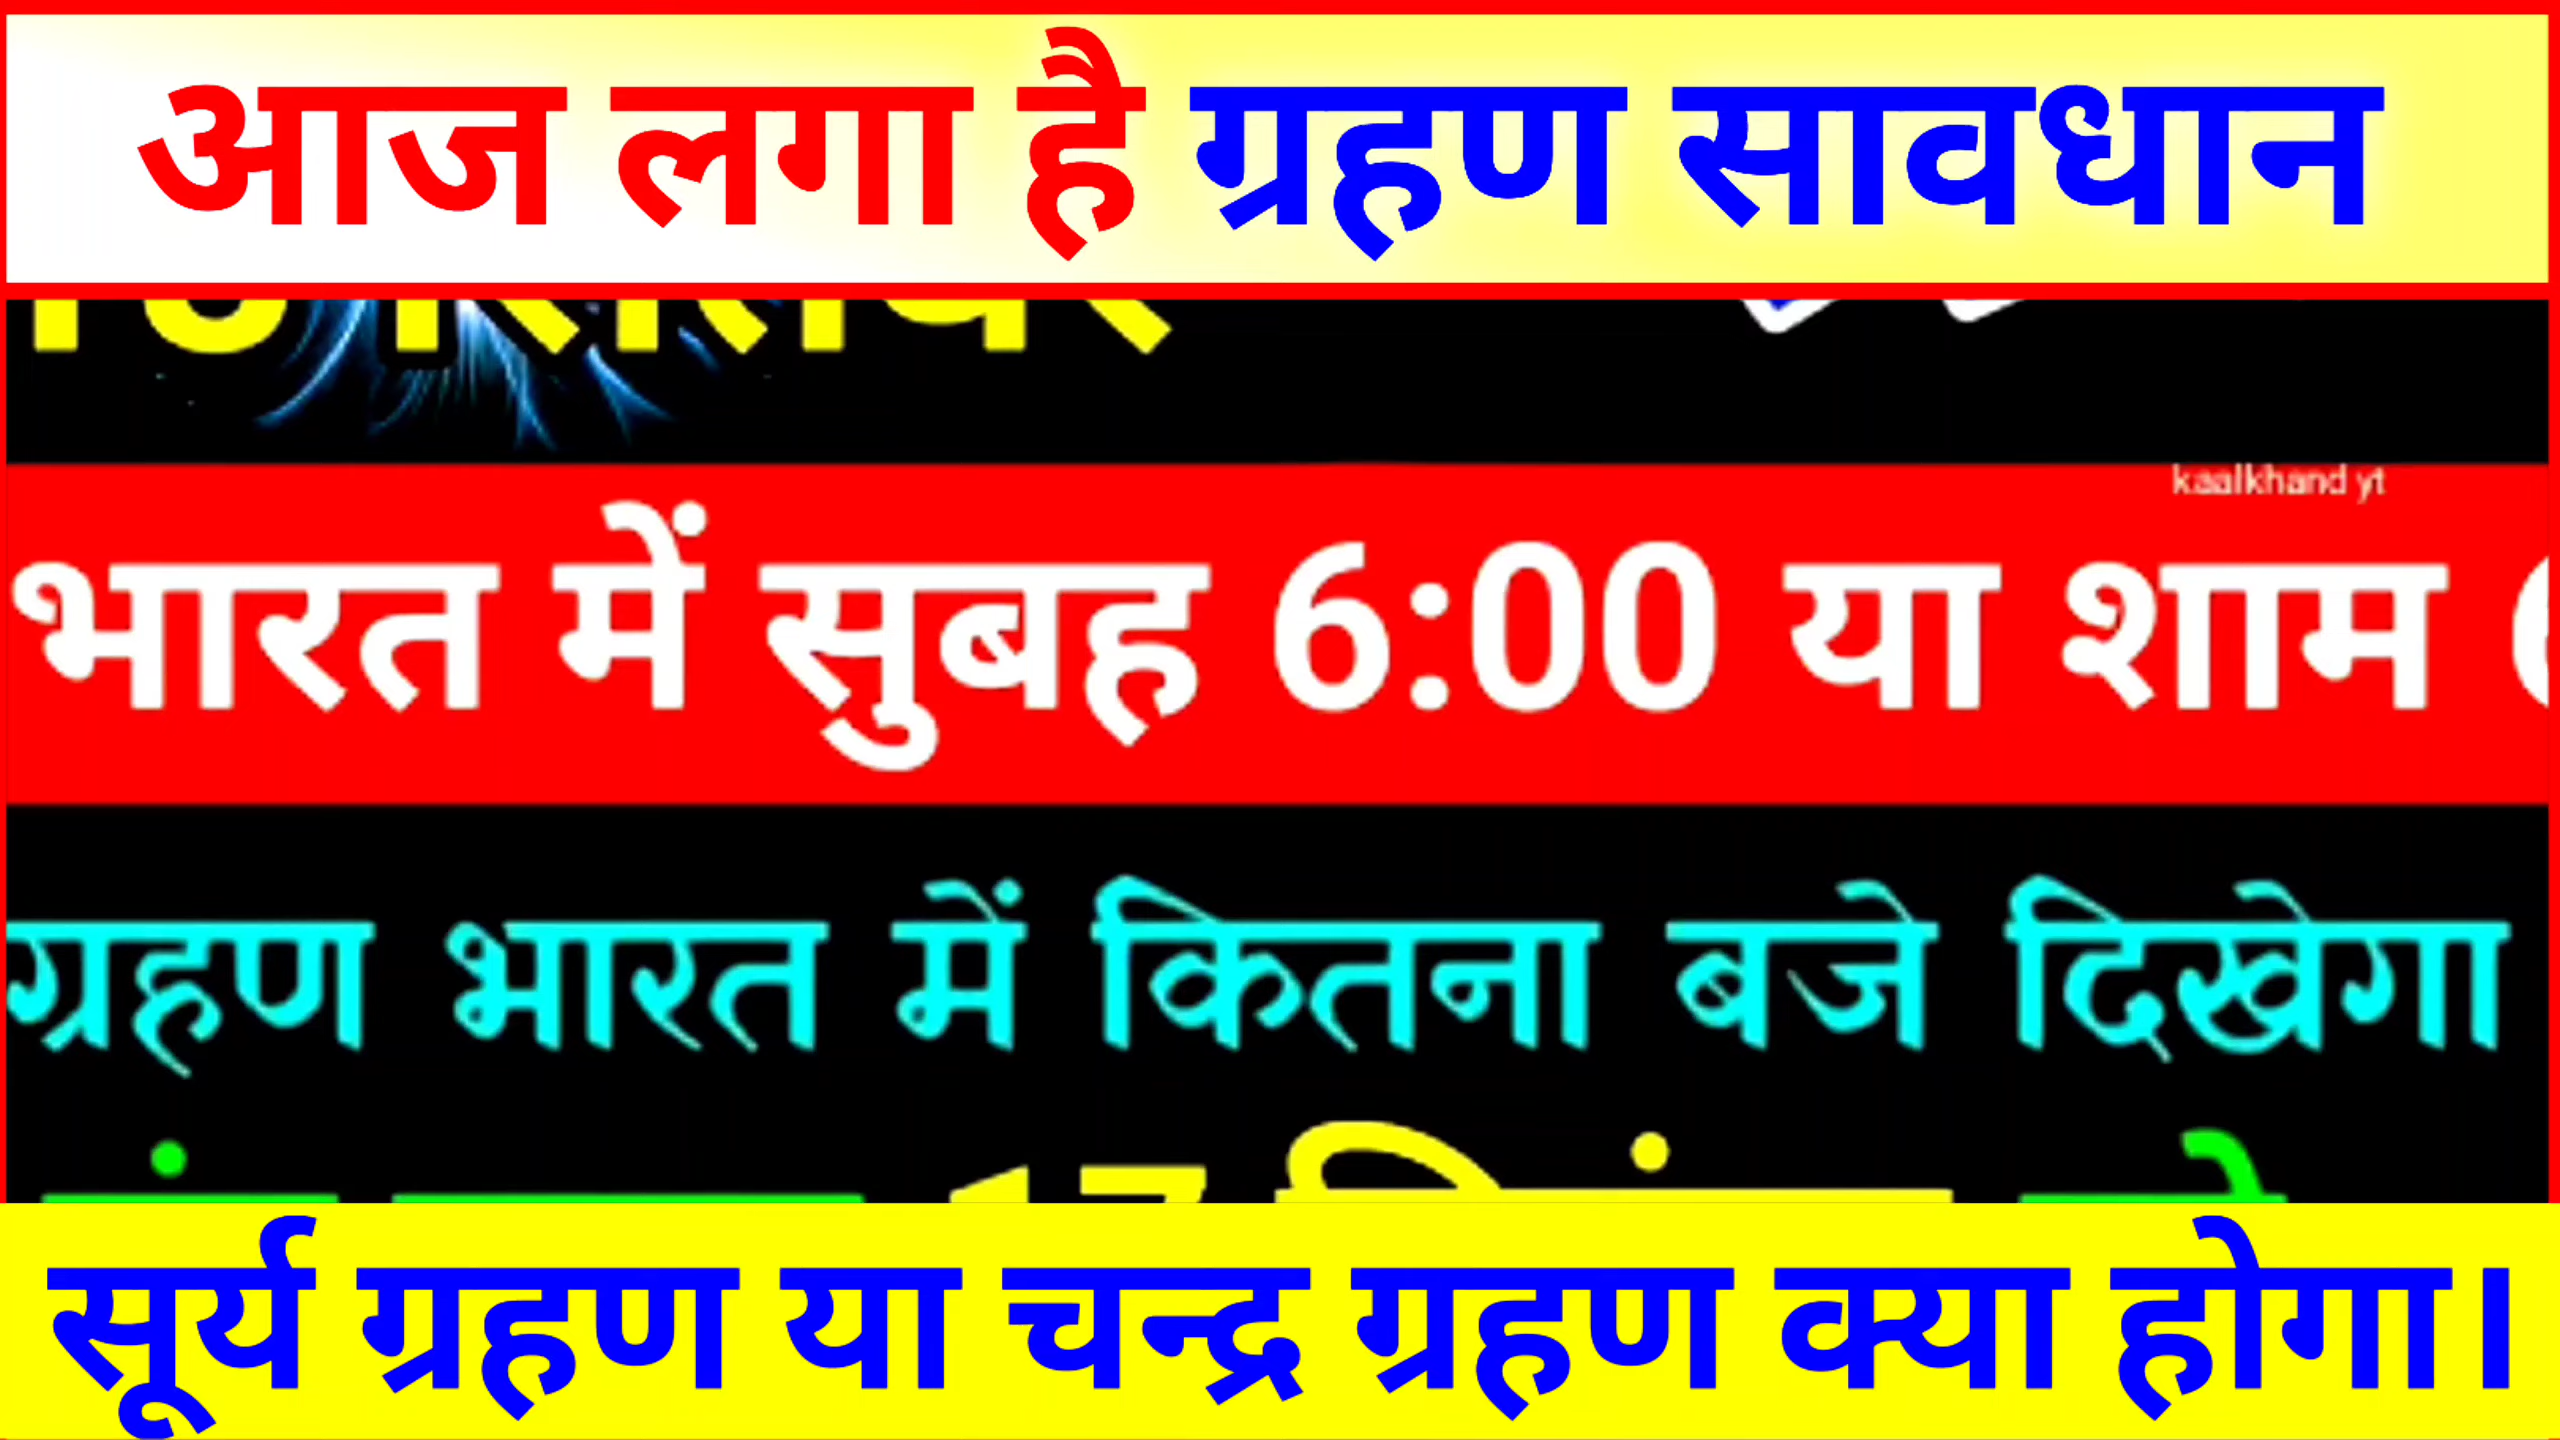 आज लगा है ग्रहण सावधान
kaalkhand yt
भारत में सुबह 6:00 या शाम
ग्रहण भारत में कितना बजे दिखेगा
सूर्य ग्रहण या चन्द्र ग्रहण क्या होगा।